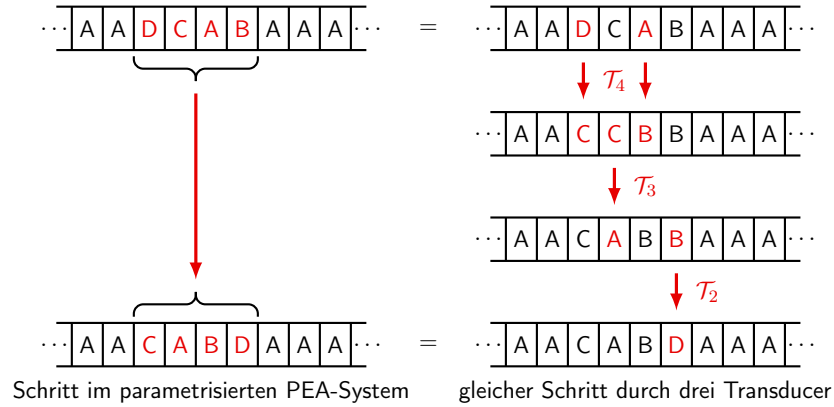 ··· A A D C A B A A A ··· = ··· A A D C A B A A A ···
𝒯₄
··· A A C C B B A A A ···
𝒯₃
··· A A C A B B A A A ···
𝒯₂
··· A A C A B D A A A ··· = ··· A A C A B D A A A ···
Schritt im parametrisierten PEA-System gleicher Schritt durch drei Transducer